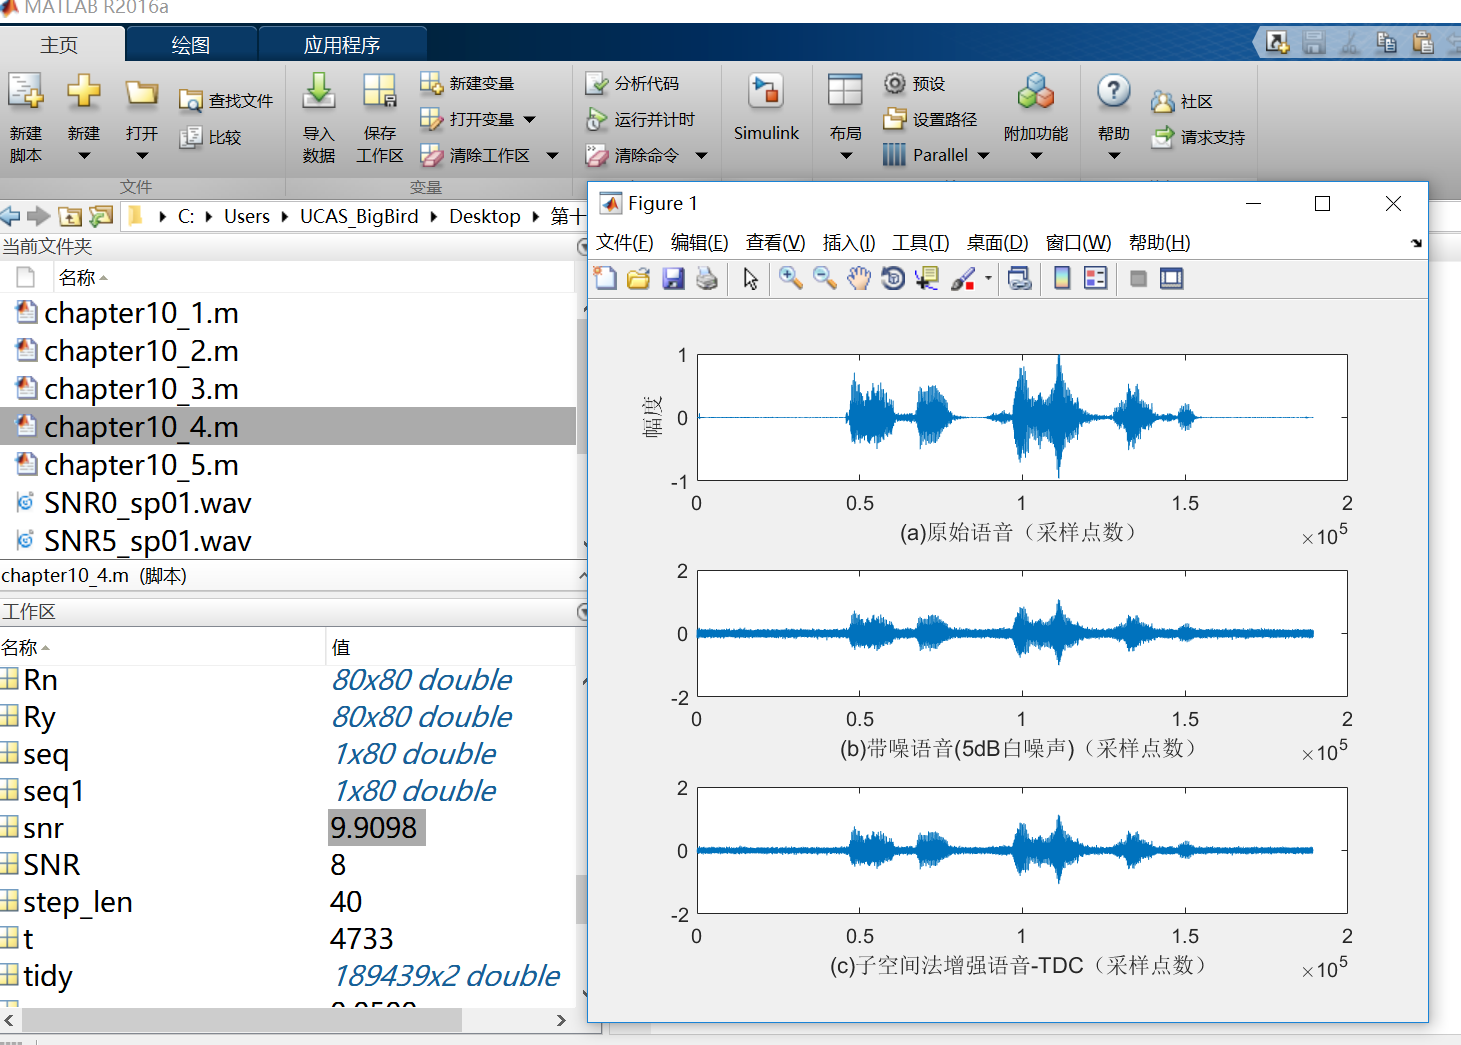 MATLAB R2016a
主页 绘图 应用程序
新建脚本 新建 打开 查找文件 比较
导入数据 保存工作区 新建变量 打开变量 清除工作区
分析代码 运行并计时 清除命令
Simulink
布局 预设 设置路径 Parallel
附加功能 帮助 社区 请求支持
文件 变量
C: Users UCAS_BigBird Desktop 第十
当前文件夹
名称
chapter10_1.m
chapter10_2.m
chapter10_3.m
chapter10_4.m
chapter10_5.m
SNR0_sp01.wav
SNR5_sp01.wav
chapter10_4.m (脚本)
工作区
名称 值
Rn 80x80 double
Ry 80x80 double
seq 1x80 double
seq1 1x80 double
snr 9.9098
SNR 8
step_len 40
t 4733
tidy 189439x2 double
Figure 1
文件(F) 编辑(E) 查看(V) 插入(I) 工具(T) 桌面(D) 窗口(W) 帮助(H)
幅度
1
0
-1
0 0.5 1 1.5 2
×10^5
(a)原始语音（采样点数）
2
0
-2
0 0.5 1 1.5 2
×10^5
(b)带噪语音(5dB白噪声)（采样点数）
2
0
-2
0 0.5 1 1.5 2
×10^5
(c)子空间法增强语音-TDC（采样点数）